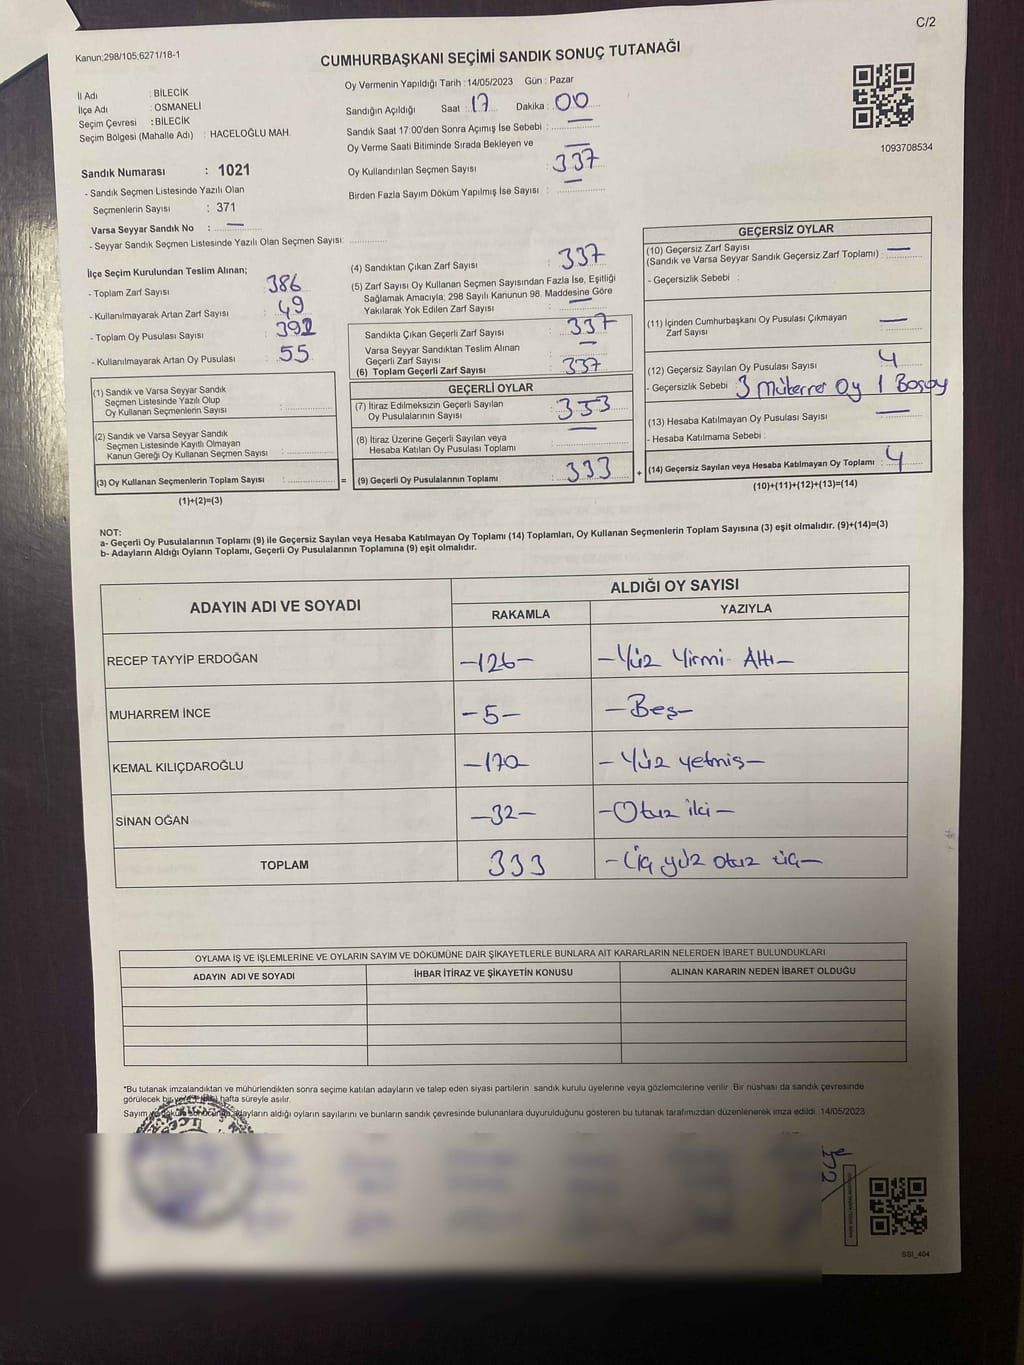 C/2
Kanun;298/105;6271/18-1
CUMHURBAŞKANI SEÇİMİ SANDIK SONUÇ TUTANAĞI
İl Adı : BİLECİK
İlçe Adı : OSMANELİ
Seçim Çevresi : BİLECİK
Seçim Bölgesi (Mahalle Adı) : HACELOĞLU MAH.
Oy Vermenin Yapıldığı Tarih : 14/05/2023 Gün : Pazar
Sandığın Açıldığı Saat : 17 Dakika : 00
Sandık Saat 17:00'den Sonra Açımış İse Sebebi : —
Oy Verme Saati Bitiminde Sırada Bekleyen ve —
Oy Kullandırılan Seçmen Sayısı : 337
Birden Fazla Sayım Döküm Yapılmış İse Sayısı : —
1093708534
Sandık Numarası : 1021
- Sandık Seçmen Listesinde Yazılı Olan
Seçmenlerin Sayısı : 371
Varsa Seyyar Sandık No : —
- Seyyar Sandık Seçmen Listesinde Yazılı Olan Seçmen Sayısı:
İlçe Seçim Kurulundan Teslim Alınan;
- Toplam Zarf Sayısı : 386
- Kullanılmayarak Artan Zarf Sayısı : 49
- Toplam Oy Pusulası Sayısı : 392
- Kullanılmayarak Artan Oy Pusulası : 55
(1) Sandık ve Varsa Seyyar Sandık
Seçmen Listesinde Yazılı Olup
Oy Kullanan Seçmenlerin Sayısı :
(2) Sandık ve Varsa Seyyar Sandık
Seçmen Listesinde Kayıtlı Olmayan
Kanun Gereği Oy Kullanan Seçmen Sayısı :
(3) Oy Kullanan Seçmenlerin Toplam Sayısı : =
(1)+(2)=(3)
(4) Sandıktan Çıkan Zarf Sayısı : 337
(5) Zarf Sayısı Oy Kullanan Seçmen Sayısından Fazla İse, Eşitliği
Sağlamak Amacıyla; 298 Sayılı Kanunun 98. Maddesine Göre
Yakılarak Yok Edilen Zarf Sayısı : —
Sandıkta Çıkan Geçerli Zarf Sayısı : 337
Varsa Seyyar Sandıktan Teslim Alınan
Geçerli Zarf Sayısı : —
(6) Toplam Geçerli Zarf Sayısı : 337
GEÇERLİ OYLAR
(7) İtiraz Edilmeksizin Geçerli Sayılan
Oy Pusulalarının Sayısı : 333
(8) İtiraz Üzerine Geçerli Sayılan veya
Hesaba Katılan Oy Pusulası Toplamı : —
(9) Geçerli Oy Pusulalarının Toplamı : 333 +
GEÇERSİZ OYLAR
(10) Geçersiz Zarf Sayısı
(Sandık ve Varsa Seyyar Sandık Geçersiz Zarf Toplamı) : —
- Geçersizlik Sebebi :
(11) İçinden Cumhurbaşkanı Oy Pusulası Çıkmayan
Zarf Sayısı : —
(12) Geçersiz Sayılan Oy Pusulası Sayısı : 4
- Geçersizlik Sebebi : 3 Müterret Oy 1 Boşoy
(13) Hesaba Katılmayan Oy Pusulası Sayısı : —
- Hesaba Katılmama Sebebi :
(14) Geçersiz Sayılan veya Hesaba Katılmayan Oy Toplamı : 4
(10)+(11)+(12)+(13)=(14)
NOT:
a- Geçerli Oy Pusulalarının Toplamı (9) ile Geçersiz Sayılan veya Hesaba Katılmayan Oy Toplamı (14) Toplamları, Oy Kullanan Seçmenlerin Toplam Sayısına (3) eşit olmalıdır. (9)+(14)=(3)
b- Adayların Aldığı Oyların Toplamı, Geçerli Oy Pusulalarının Toplamına (9) eşit olmalıdır.
ADAYIN ADI VE SOYADI
ALDIĞI OY SAYISI
RAKAMLA YAZIYLA
RECEP TAYYİP ERDOĞAN -126- -Yüz Yirmi Altı-
MUHARREM İNCE -5- -Beş-
KEMAL KILIÇDAROĞLU -170 -Yüz yetmiş-
SİNAN OĞAN -32- -Otuz iki-
TOPLAM 333 -Üç yüz otuz üç-
OYLAMA İŞ VE İŞLEMLERİNE VE OYLARIN SAYIM VE DÖKÜMÜNE DAİR ŞİKAYETLERLE BUNLARA AİT KARARLARIN NELERDEN İBARET BULUNDUKLARI
ADAYIN ADI VE SOYADI İHBAR İTİRAZ VE ŞİKAYETİN KONUSU ALINAN KARARIN NEDEN İBARET OLDUĞU
*Bu tutanak imzalandıktan ve mühürlendikten sonra seçime katılan adayların ve talep eden siyasi partilerin sandık kurulu üyelerine veya gözlemcilerine verilir. Bir nüshası da sandık çevresinde
görülecek bir yere hafta süreyle asılır.
Sayım ve döküm sonucunda adayların aldığı oyların sayılarını ve bunların sandık çevresinde bulunanlara duyurulduğunu gösteren bu tutanak tarafımızdan düzenlenerek imza edildi. 14/05/2023
SSI_404